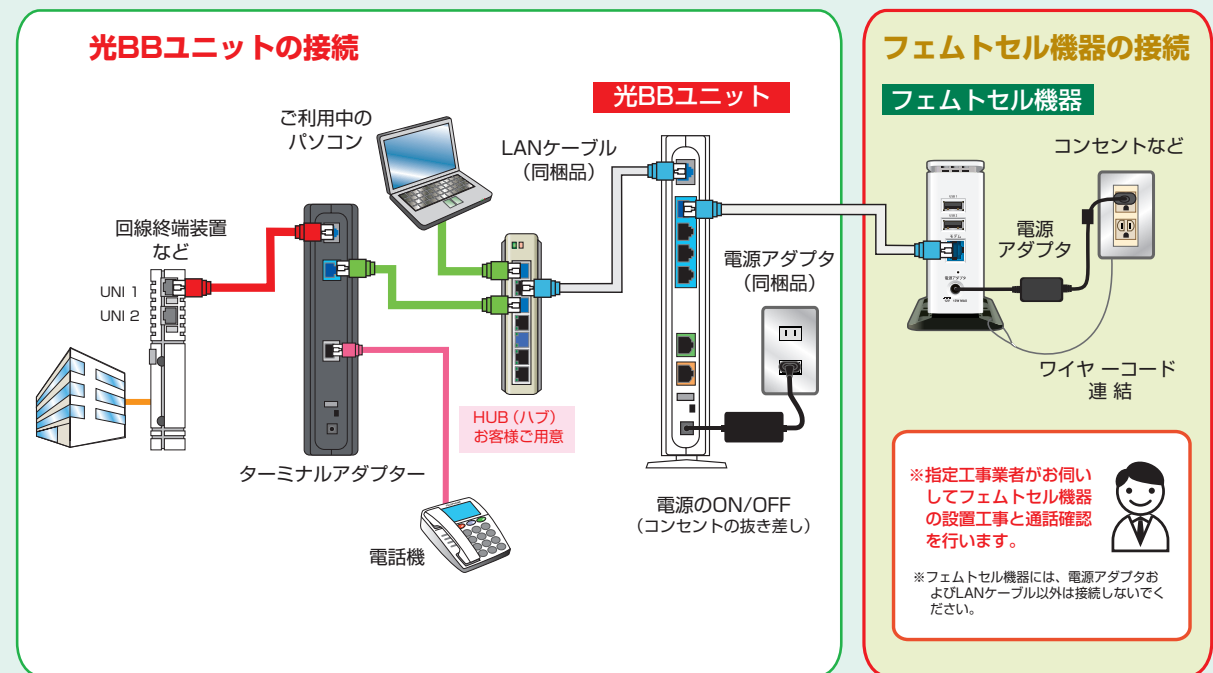 光BBユニットの接続
光BBユニット
ご利用中の
パソコン
LANケーブル
（同梱品）
回線終端装置
など
UNI 1
UNI 2
電源アダプタ
（同梱品）
HUB（ハブ）
お客様ご用意
ターミナルアダプター
電話機
電源のON/OFF
（コンセントの抜き差し）
フェムトセル機器の接続
フェムトセル機器
コンセントなど
電源
アダプタ
モデム
電源アダプタ
ワイヤーコード
連 結
※指定工事業者がお伺い
してフェムトセル機器
の設置工事と通話確認
を行います。
※フェムトセル機器には、電源アダプタお
よびLANケーブル以外は接続しないでく
ださい。